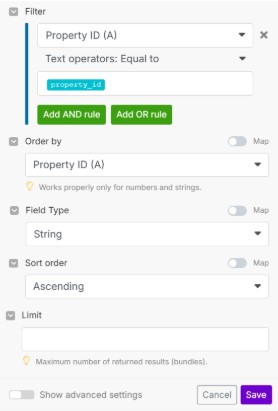 Filter
Property ID (A)
Text operators: Equal to
property_id
Add AND rule Add OR rule
Order by Map
Property ID (A)
Works properly only for numbers and strings.
Field Type Map
String
Sort order Map
Ascending
Limit
Maximum number of returned results (bundles).
Show advanced settings Cancel Save